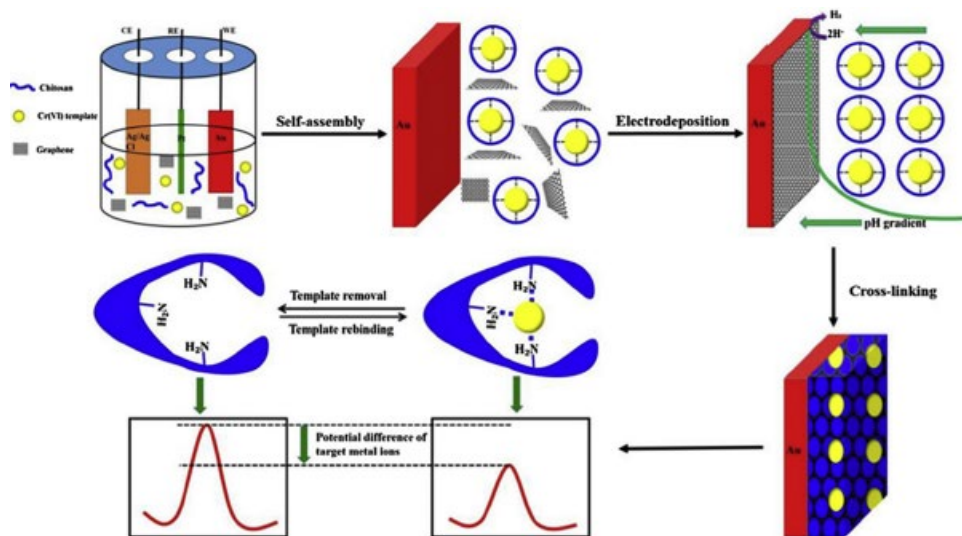 CE RE WE
Chitosan
Cr(VI) template
Graphene
Ag/Ag
Cl
Au
Self-assembly
Au
Electrodeposition
H₂
2H⁺
Au
pH gradient
Cross-linking
H₂N
H₂N
H₂N
Template removal
Template rebinding
H₂N
H₂N
H₂N
Au
Potential difference of
target metal ions